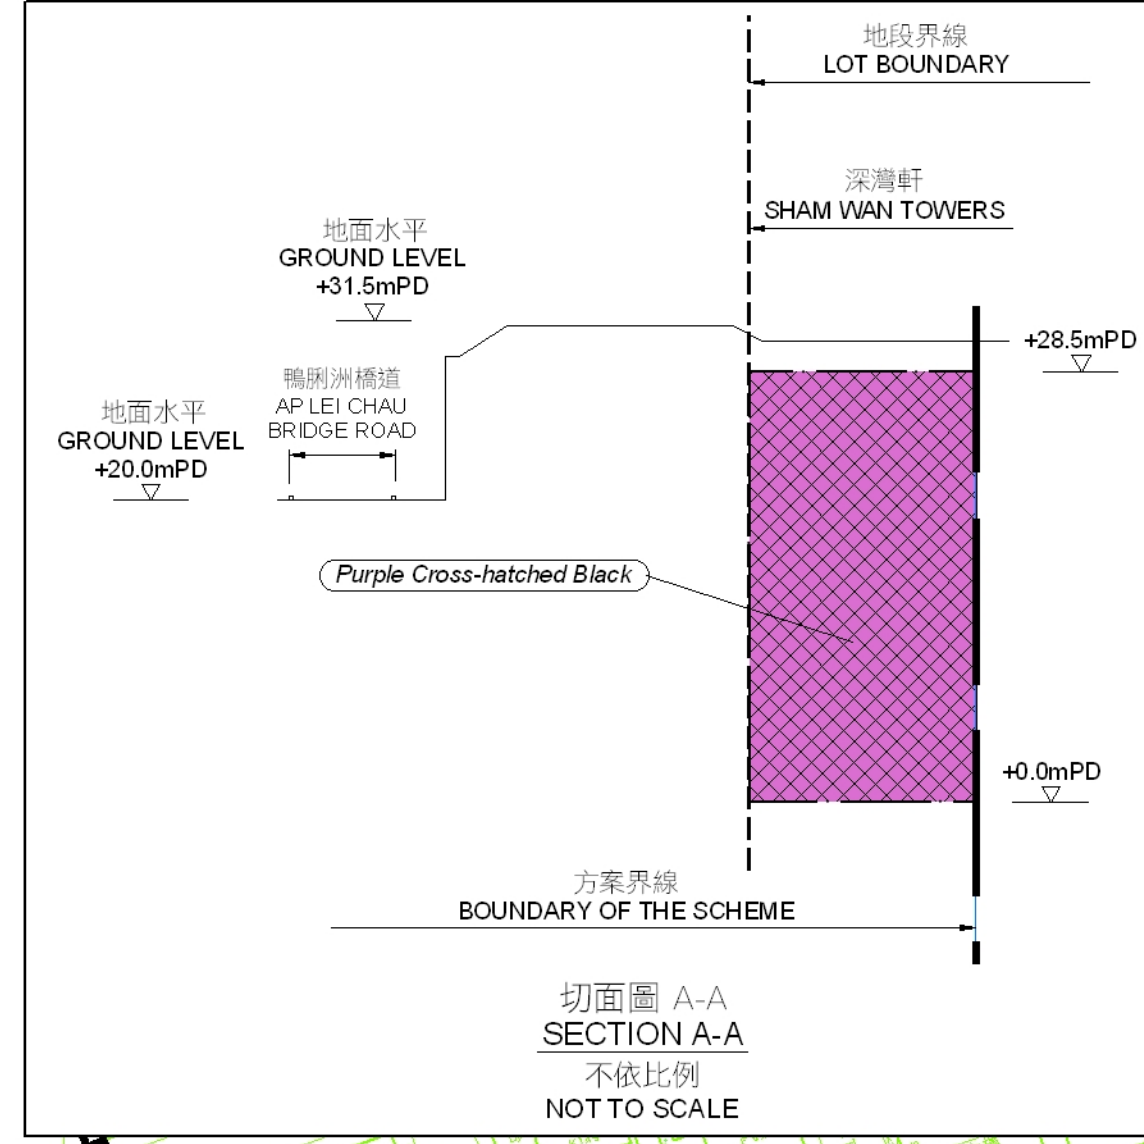 地段界線
LOT BOUNDARY
深灣軒
SHAM WAN TOWERS
地面水平
GROUND LEVEL
+31.5mPD
+28.5mPD
鴨脷洲橋道
AP LEI CHAU
BRIDGE ROAD
地面水平
GROUND LEVEL
+20.0mPD
Purple Cross-hatched Black
+0.0mPD
方案界線
BOUNDARY OF THE SCHEME
切面圖 A-A
SECTION A-A
不依比例
NOT TO SCALE